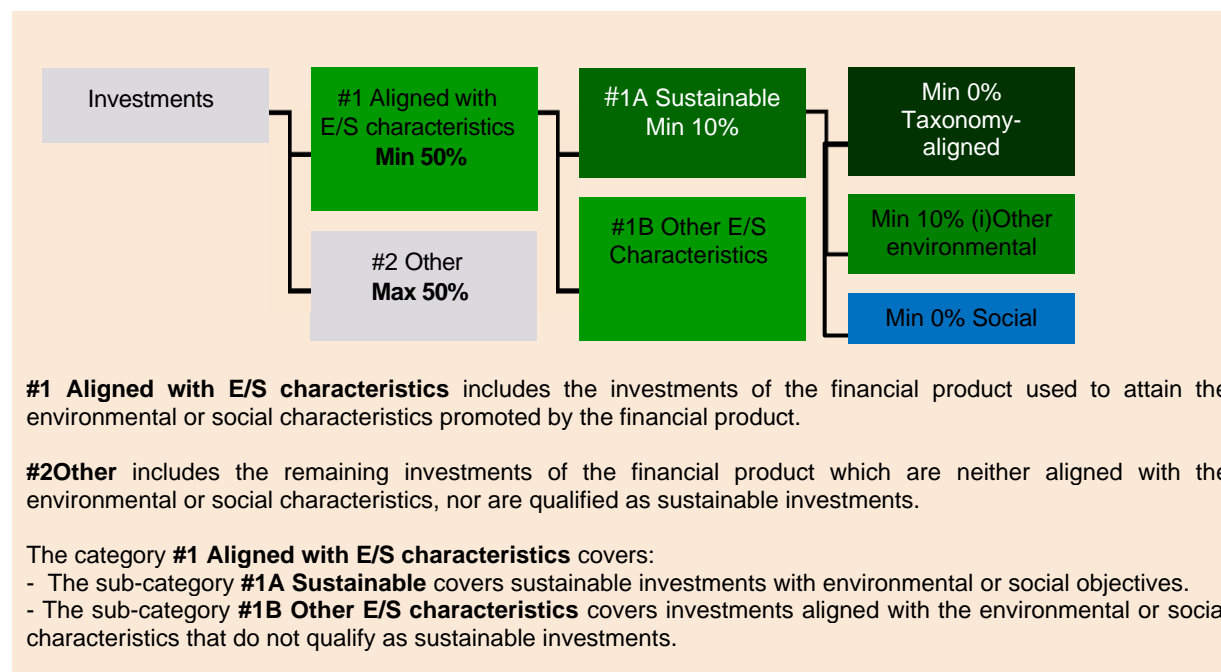 Investments
#1 Aligned with
E/S characteristics
Min 50%
#2 Other
Max 50%
#1A Sustainable
Min 10%
#1B Other E/S
Characteristics
Min 0%
Taxonomy-
aligned
Min 10% (i)Other
environmental
Min 0% Social
#1 Aligned with E/S characteristics includes the investments of the financial product used to attain the
environmental or social characteristics promoted by the financial product.
#2Other includes the remaining investments of the financial product which are neither aligned with the
environmental or social characteristics, nor are qualified as sustainable investments.
The category #1 Aligned with E/S characteristics covers:
- The sub-category #1A Sustainable covers sustainable investments with environmental or social objectives.
- The sub-category #1B Other E/S characteristics covers investments aligned with the environmental or social
characteristics that do not qualify as sustainable investments.